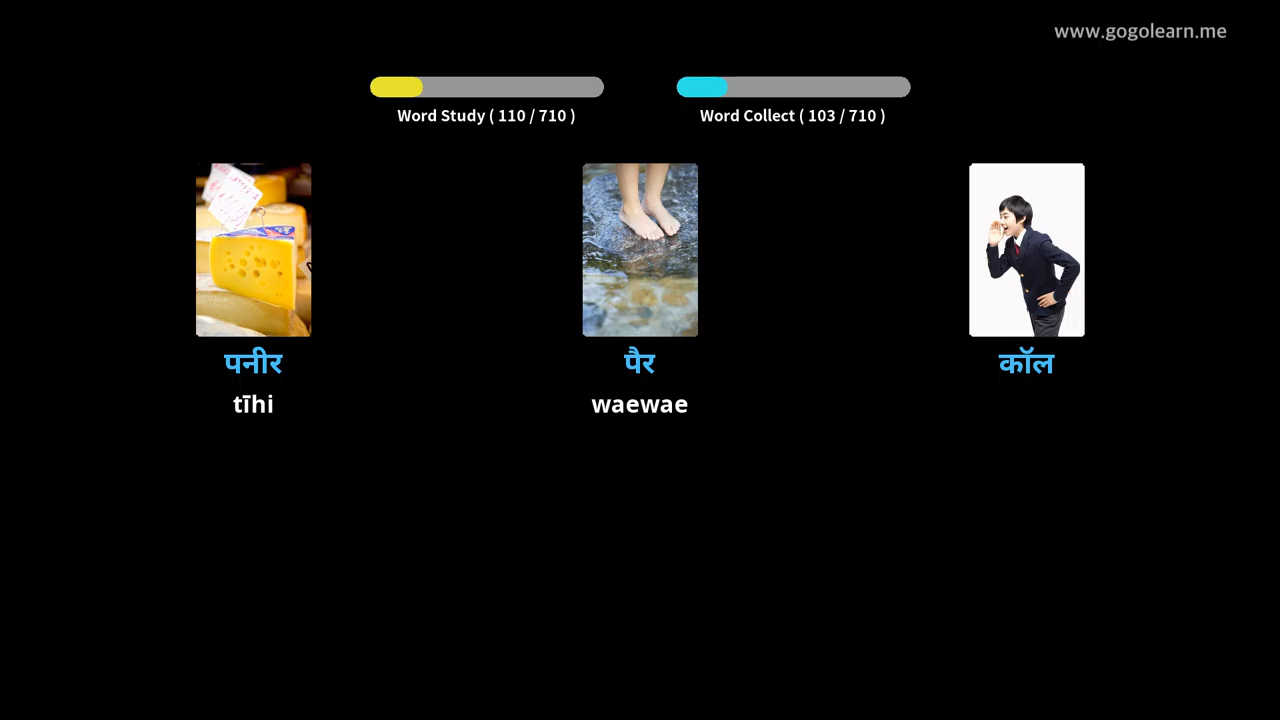 www.gogolearn.me
Word Study ( 110 / 710 )
Word Collect ( 103 / 710 )
पनीर
tīhi
पैर
waewae
कॉल